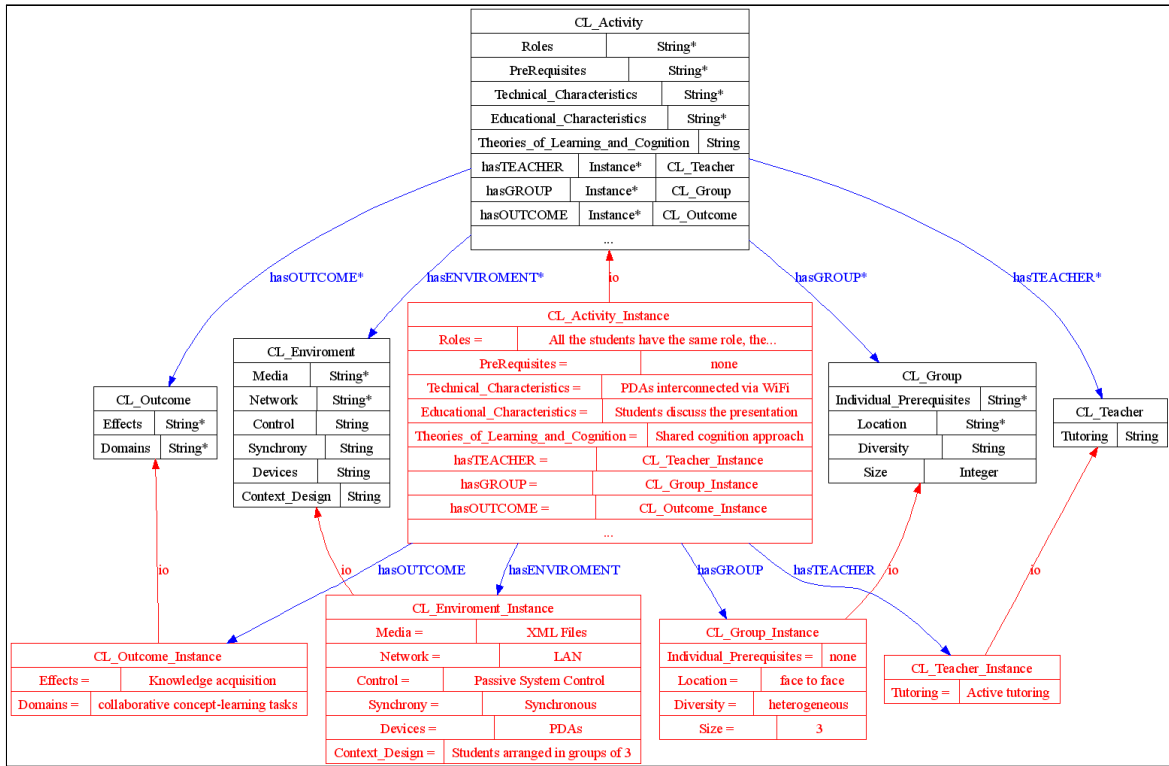 CL_Activity
Roles String*
PreRequisites String*
Technical_Characteristics String*
Educational_Characteristics String*
Theories_of_Learning_and_Cognition String
hasTEACHER Instance* CL_Teacher
hasGROUP Instance* CL_Group
hasOUTCOME Instance* CL_Outcome
...
hasOUTCOME*
hasENVIROMENT*
io
hasGROUP*
hasTEACHER*
CL_Outcome
Effects String*
Domains String*
CL_Enviroment
Media String*
Network String*
Control String
Synchrony String
Devices String
Context_Design String
CL_Activity_Instance
Roles = All the students have the same role, the...
PreRequisites = none
Technical_Characteristics = PDAs interconnected via WiFi
Educational_Characteristics = Students discuss the presentation
Theories_of_Learning_and_Cognition = Shared cognition approach
hasTEACHER = CL_Teacher_Instance
hasGROUP = CL_Group_Instance
hasOUTCOME = CL_Outcome_Instance
...
CL_Group
Individual_Prerequisites String*
Location String*
Diversity String
Size Integer
CL_Teacher
Tutoring String
io
io
hasOUTCOME
hasENVIROMENT
hasGROUP
hasTEACHER
io
io
CL_Outcome_Instance
Effects = Knowledge acquisition
Domains = collaborative concept-learning tasks
CL_Enviroment_Instance
Media = XML Files
Network = LAN
Control = Passive System Control
Synchrony = Synchronous
Devices = PDAs
Context_Design = Students arranged in groups of 3
CL_Group_Instance
Individual_Prerequisites = none
Location = face to face
Diversity = heterogeneous
Size = 3
CL_Teacher_Instance
Tutoring = Active tutoring